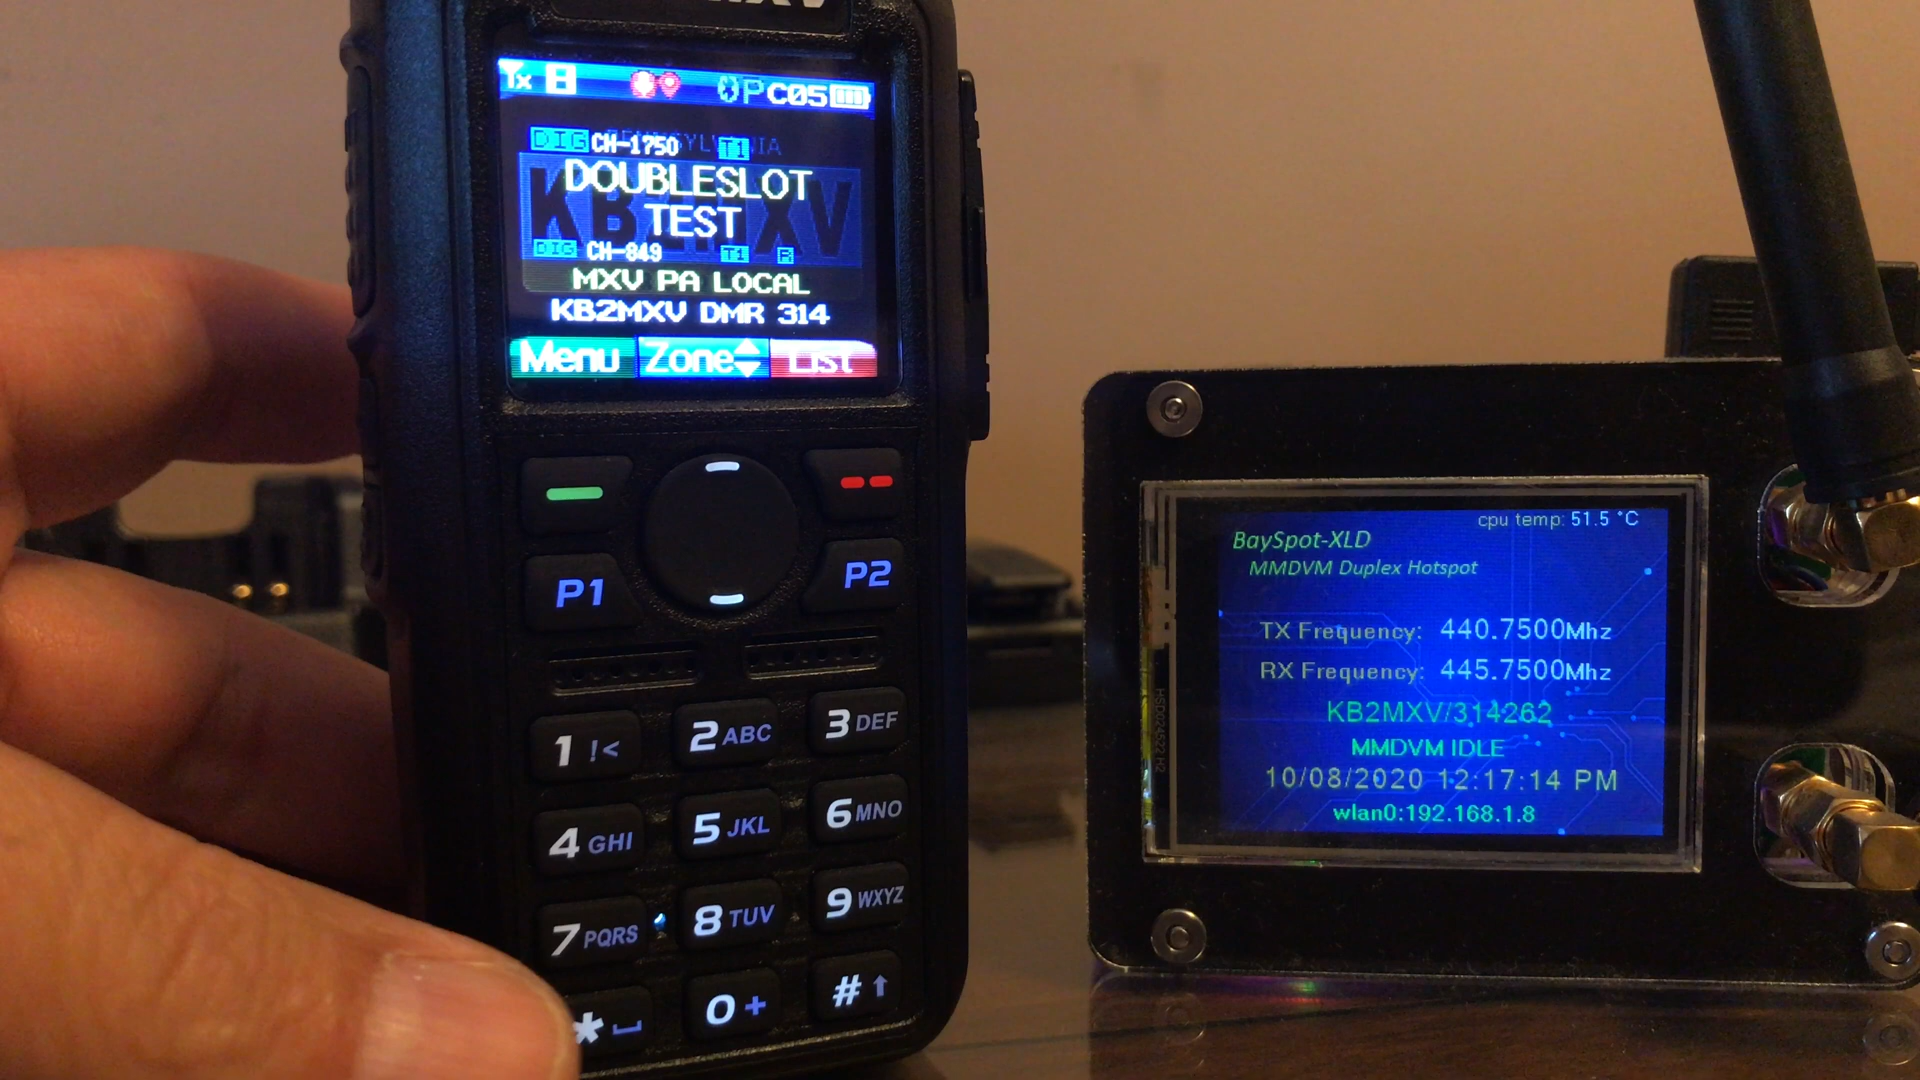 MXV
Tx C05
DIG CH-1750 T1
DOUBLESLOT
TEST
KB2MXV
DIG CH-849 T1 B
MXV PA LOCAL
KB2MXV DMR 314
Menu Zone List
P1 P2
1 !< 2 ABC 3 DEF
4 GHI 5 JKL 6 MNO
7 PQRS 8 TUV 9 WXYZ
* 0 + #
cpu temp: 51.5 °C
BaySpot-XLD
MMDVM Duplex Hotspot
TX Frequency: 440.7500Mhz
RX Frequency: 445.7500Mhz
KB2MXV/314262
MMDVM IDLE
10/08/2020 12:17:14 PM
wlan0:192.168.1.8